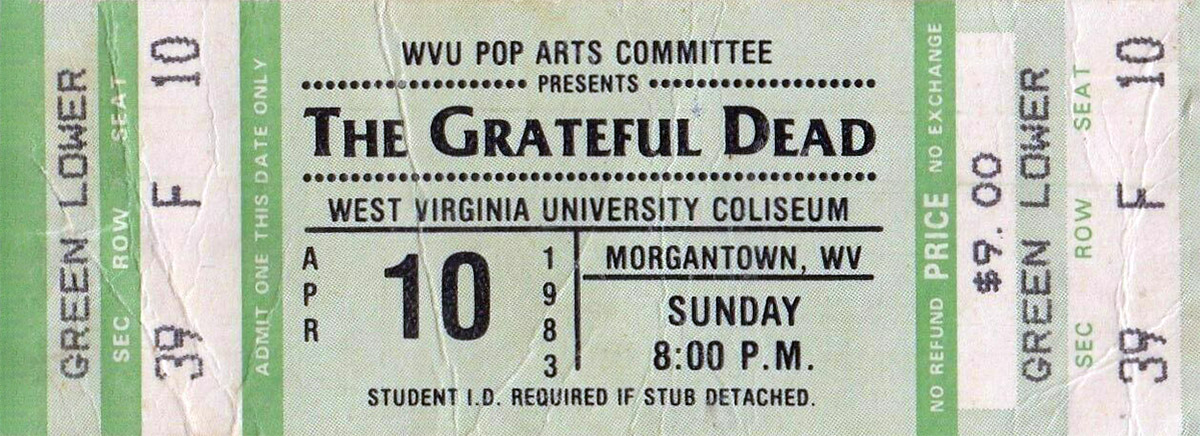 GREEN LOWER
SEC ROW SEAT
39 F 10
ADMIT ONE THIS DATE ONLY
WVU POP ARTS COMMITTEE
PRESENTS
THE GRATEFUL DEAD
WEST VIRGINIA UNIVERSITY COLISEUM
APR 10 1983
MORGANTOWN, WV
SUNDAY
8:00 P.M.
STUDENT I.D. REQUIRED IF STUB DETACHED.
NO REFUND PRICE NO EXCHANGE
$9.00
GREEN LOWER
SEC ROW SEAT
39 F 10